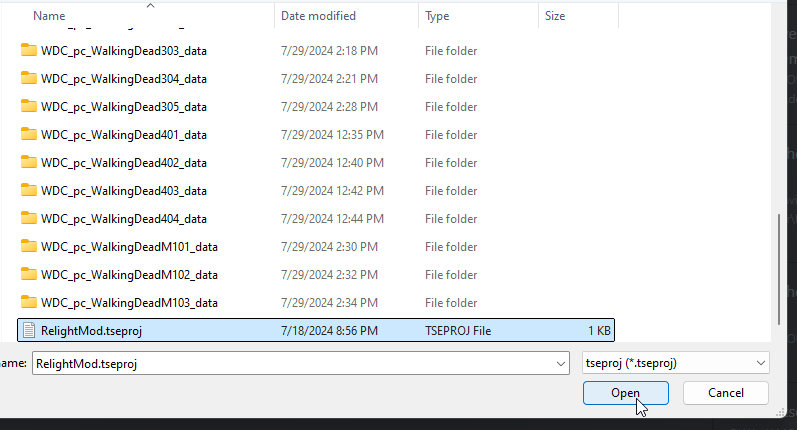 Name Date modified Type Size
WDC_pc_WalkingDead303_data 7/29/2024 2:18 PM File folder
WDC_pc_WalkingDead304_data 7/29/2024 2:21 PM File folder
WDC_pc_WalkingDead305_data 7/29/2024 2:28 PM File folder
WDC_pc_WalkingDead401_data 7/29/2024 12:35 PM File folder
WDC_pc_WalkingDead402_data 7/29/2024 12:40 PM File folder
WDC_pc_WalkingDead403_data 7/29/2024 12:42 PM File folder
WDC_pc_WalkingDead404_data 7/29/2024 12:44 PM File folder
WDC_pc_WalkingDeadM101_data 7/29/2024 2:30 PM File folder
WDC_pc_WalkingDeadM102_data 7/29/2024 2:32 PM File folder
WDC_pc_WalkingDeadM103_data 7/29/2024 2:34 PM File folder
RelightMod.tseproj 7/18/2024 8:56 PM TSEPROJ File 1 KB
name: RelightMod.tseproj tseproj (*.tseproj)
Open Cancel